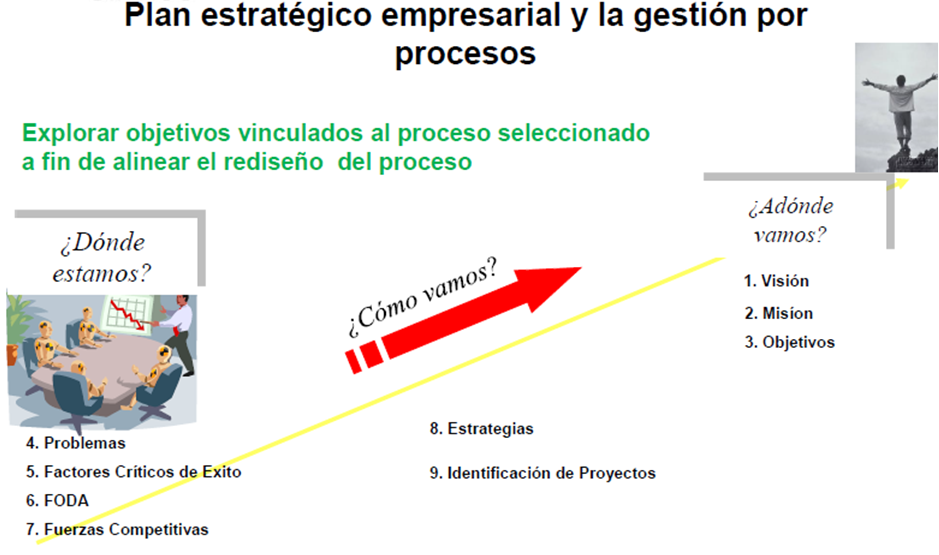 Plan estratégico empresarial y la gestión por
procesos
Explorar objetivos vinculados al proceso seleccionado
a fin de alinear el rediseño del proceso
¿Dónde
estamos?
¿Cómo vamos?
¿Adónde
vamos?
1. Visión
2. Misíon
3. Objetivos
4. Problemas
5. Factores Críticos de Exito
6. FODA
7. Fuerzas Competitivas
8. Estrategias
9. Identificación de Proyectos